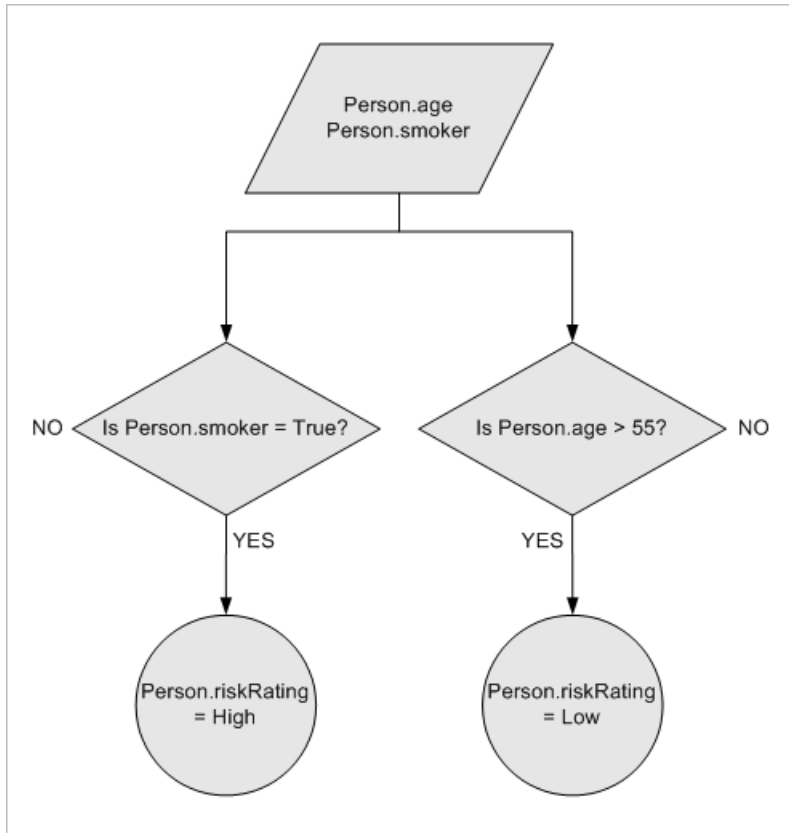 Person.age
Person.smoker
NO
Is Person.smoker = True?
Is Person.age > 55?
NO
YES
YES
Person.riskRating
= High
Person.riskRating
= Low